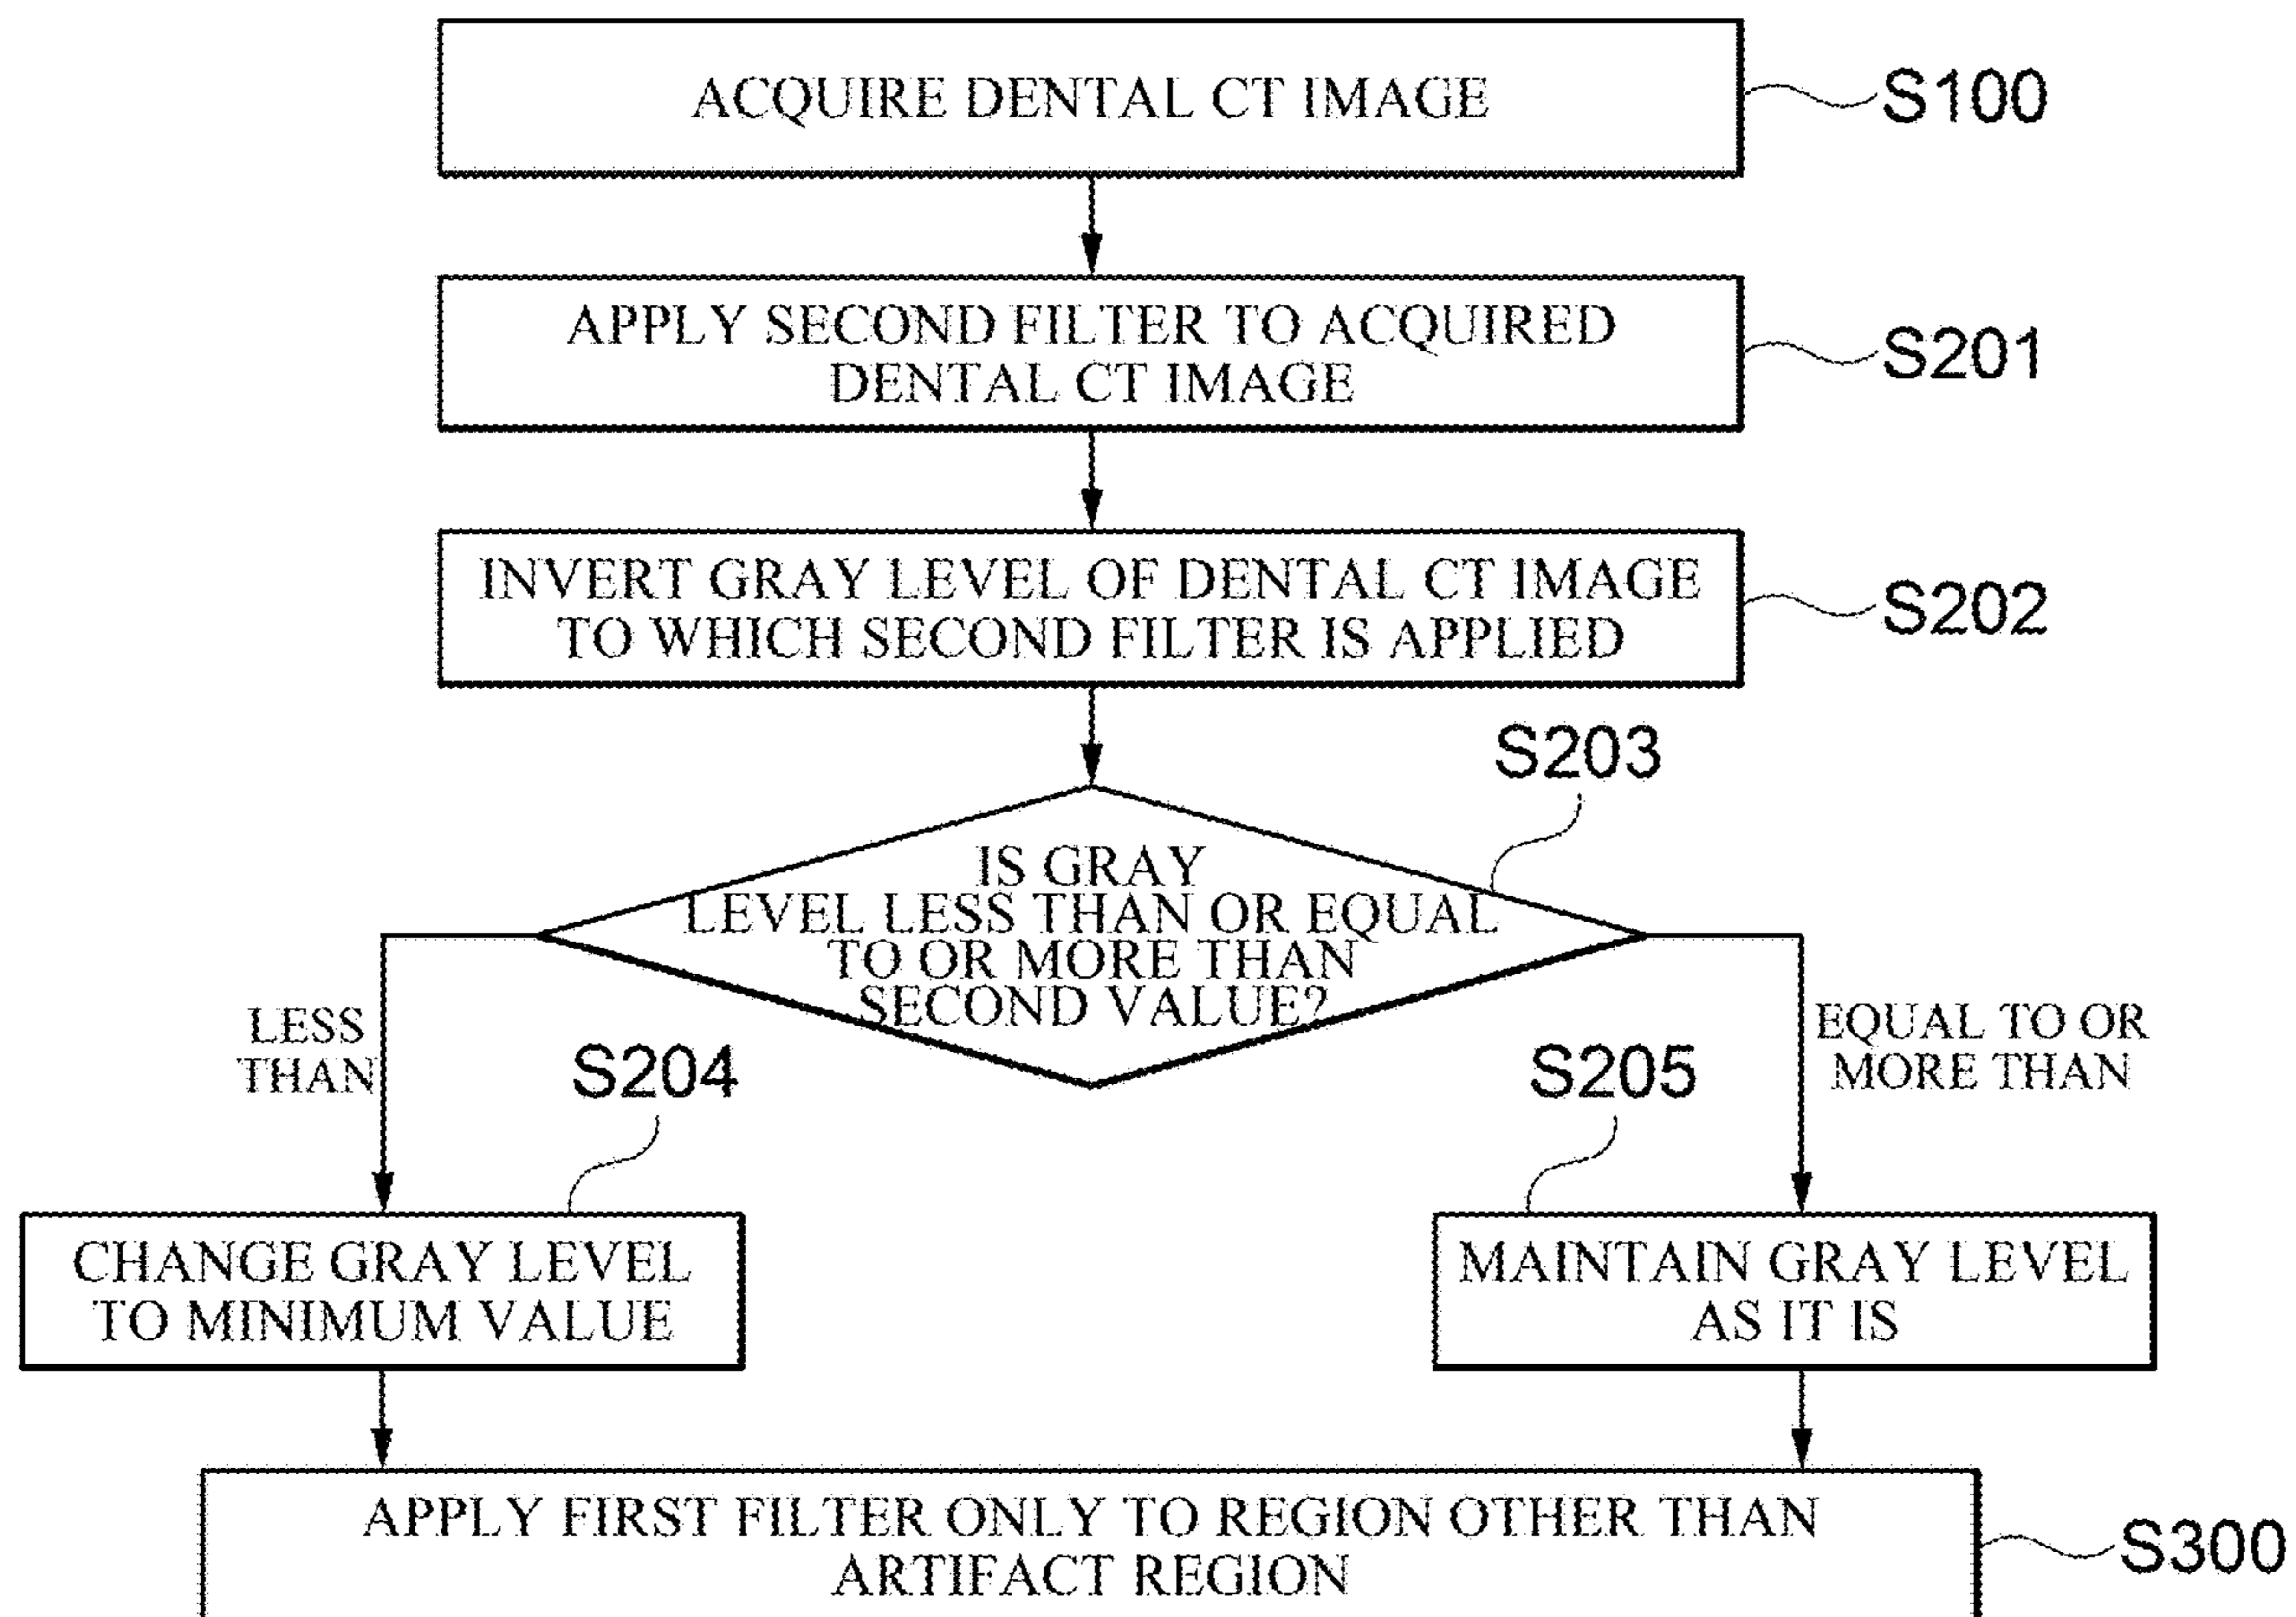 ACQUIRE DENTAL CT IMAGE
S100
APPLY SECOND FILTER TO ACQUIRED
DENTAL CT IMAGE
S201
INVERT GRAY LEVEL OF DENTAL CT IMAGE
TO WHICH SECOND FILTER IS APPLIED
S202
S203
IS GRAY
LEVEL LESS THAN OR EQUAL
TO OR MORE THAN
SECOND VALUE?
LESS
THAN
EQUAL TO OR
MORE THAN
S204
S205
CHANGE GRAY LEVEL
TO MINIMUM VALUE
MAINTAIN GRAY LEVEL
AS IT IS
APPLY FIRST FILTER ONLY TO REGION OTHER THAN
ARTIFACT REGION
S300